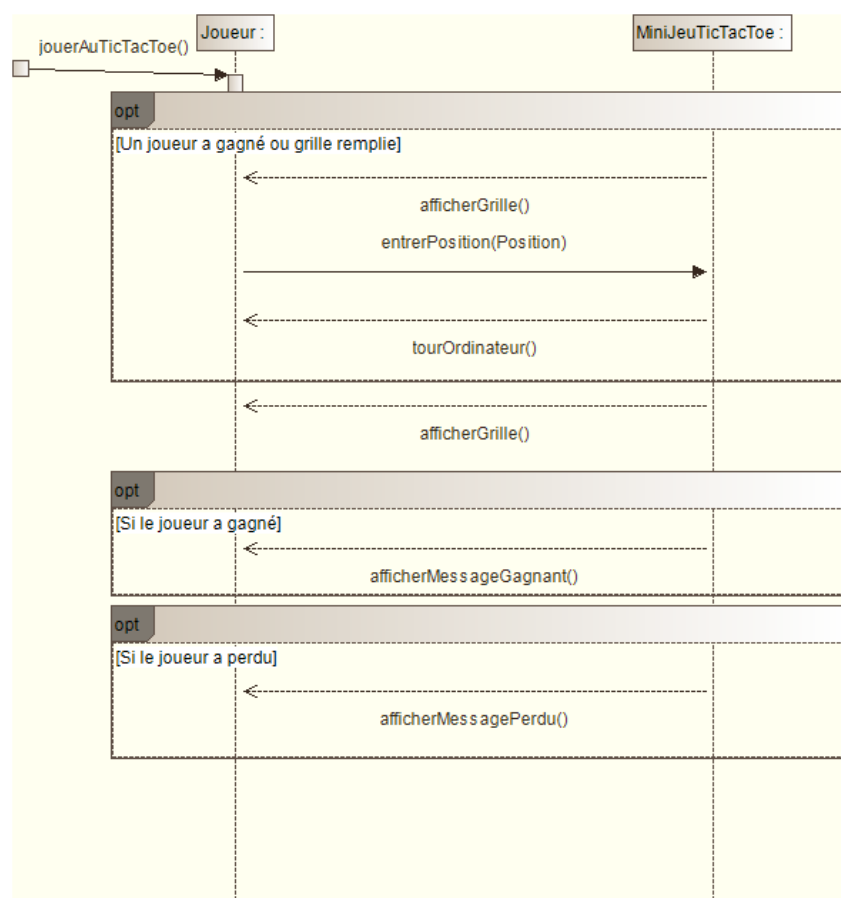 Joueur :
MiniJeuTicTacToe :
jouerAuTicTacToe()
opt
[Un joueur a gagné ou grille remplie]
afficherGrille()
entrerPosition(Position)
tourOrdinateur()
afficherGrille()
opt
[Si le joueur a gagné]
afficherMessageGagnant()
opt
[Si le joueur a perdu]
afficherMessagePerdu()